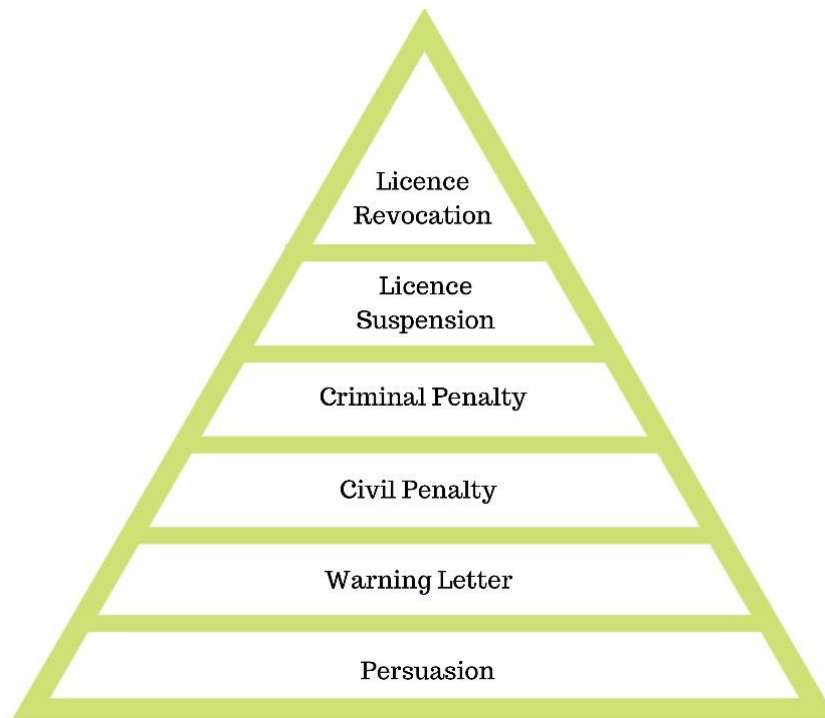 Licence
Revocation
Licence
Suspension
Criminal Penalty
Civil Penalty
Warning Letter
Persuasion